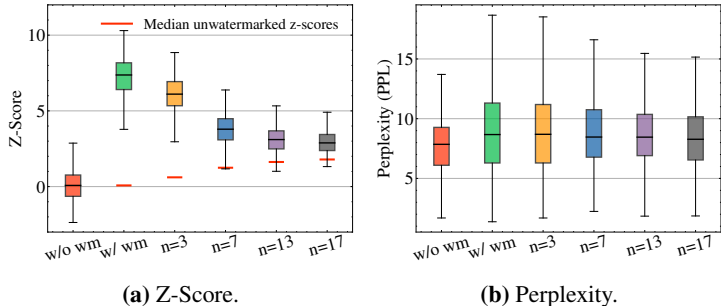 Median unwatermarked z-scores
Z-Score
10
5
0
w/o wm
w/ wm
n=3
n=7
n=13
n=17
(a) Z-Score.
Perplexity (PPL)
15
10
5
w/o wm
w/ wm
n=3
n=7
n=13
n=17
(b) Perplexity.